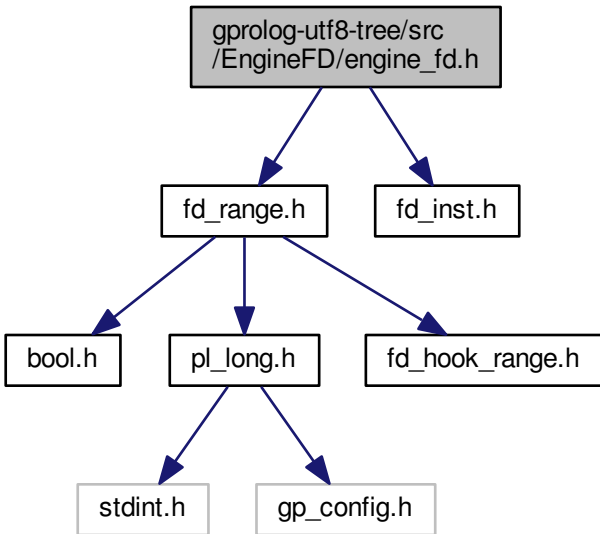 gprolog-utf8-tree/src
/EngineFD/engine_fd.h
fd_range.h
fd_inst.h
bool.h
pl_long.h
fd_hook_range.h
stdint.h
gp_config.h